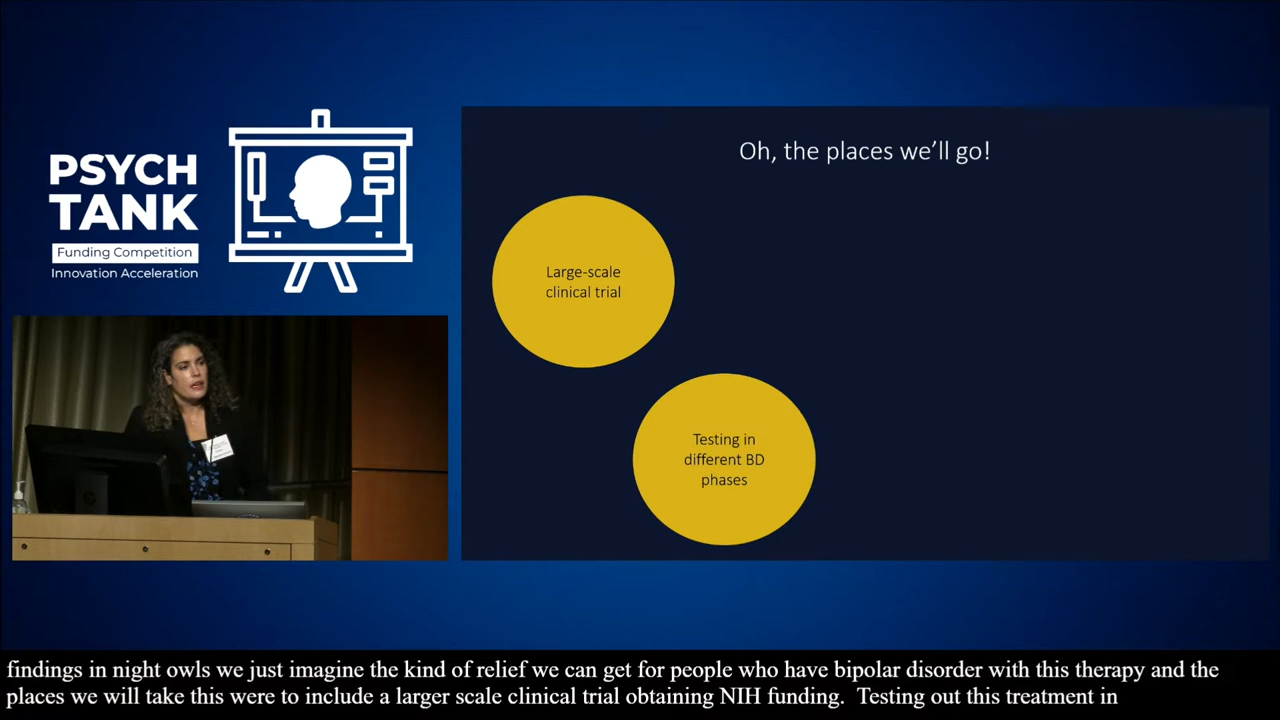 PSYCH
TANK
Funding Competition
Innovation Acceleration
Oh, the places we'll go!
Large-scale
clinical trial
Testing in
different BD
phases
findings in night owls we just imagine the kind of relief we can get for people who have bipolar disorder with this therapy and the
places we will take this were to include a larger scale clinical trial obtaining NIH funding.  Testing out this treatment in